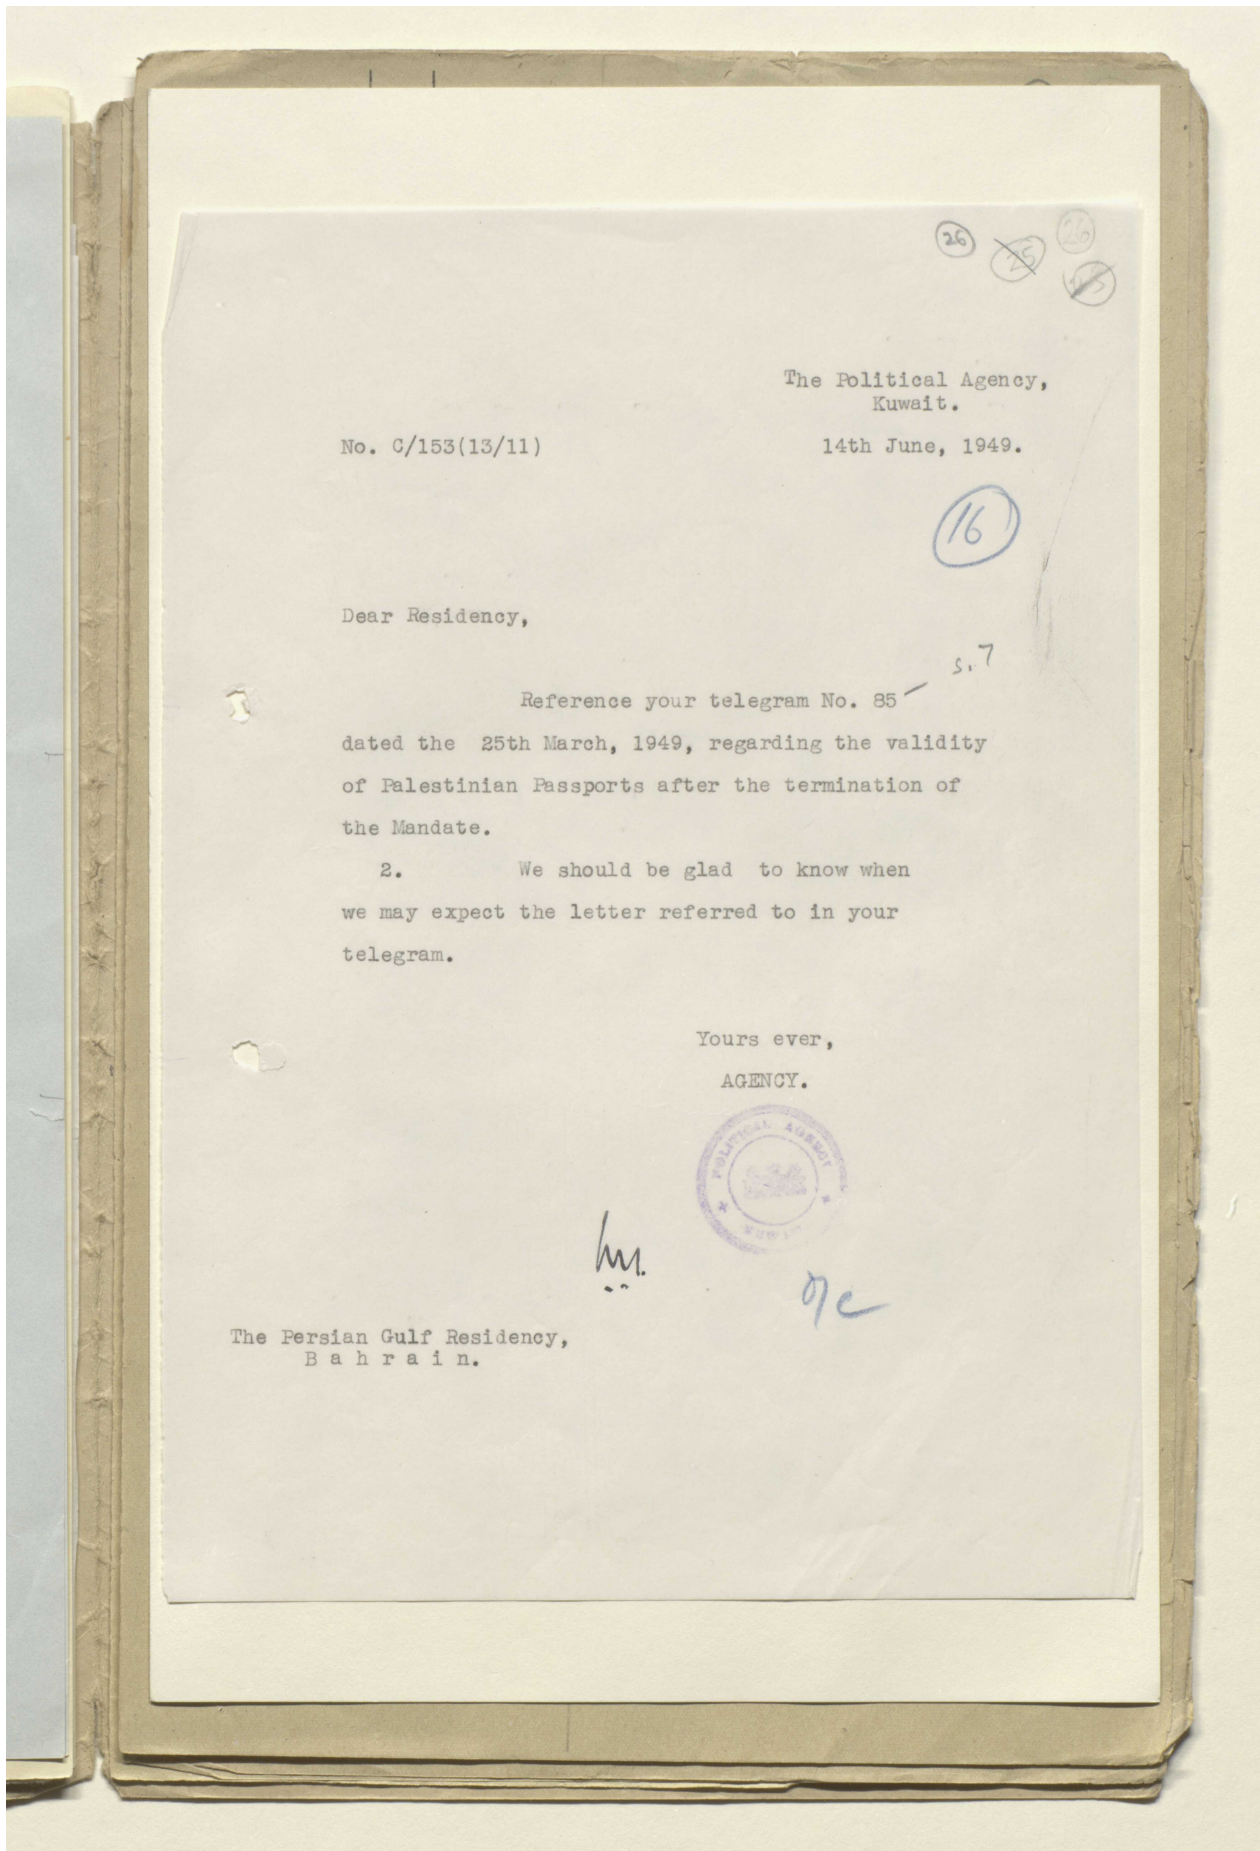 26
25
26
The Political Agency,
Kuwait.
No. C/153(13/11)
14th June, 1949.
16
Dear Residency,
s.7
Reference your telegram No. 85
dated the 25th March, 1949, regarding the validity
of Palestinian Passports after the termination of
the Mandate.
2. We should be glad to know when
we may expect the letter referred to in your
telegram.
Yours ever,
AGENCY.
POLITICAL AGENCY
The Persian Gulf Residency,
Bahrain.